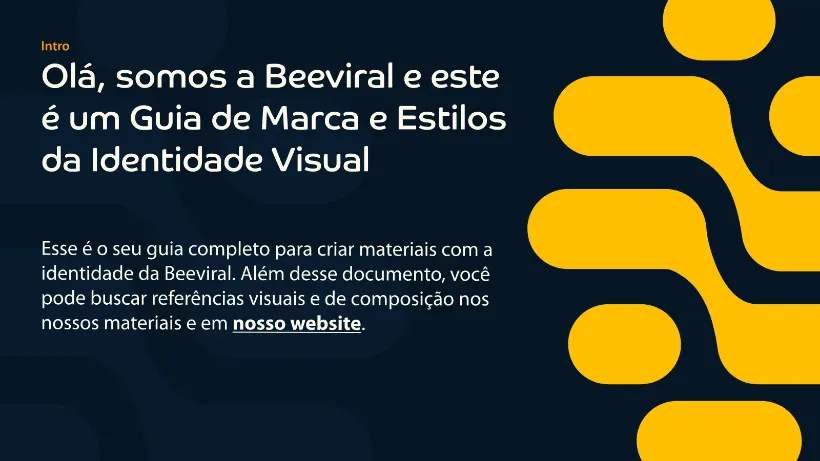 Intro
Olá, somos a Beeviral e este
é um Guia de Marca e Estilos
da Identidade Visual
Esse é o seu guia completo para criar materiais com a
identidade da Beeviral. Além desse documento, você
pode buscar referências visuais e de composição nos
nossos materiais e em nosso website.